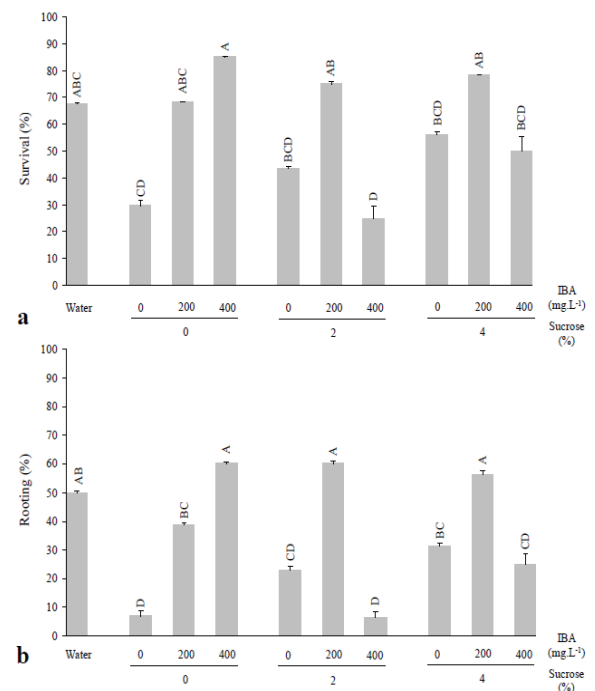 100
90
80
70
60
50
40
30
20
10
0
Survival (%)
ABC
CD
ABC
A
BCD
AB
D
BCD
AB
BCD
Water 0 200 400 0 200 400 0 200 400
IBA
(mg.L⁻¹)
0 2 4
Sucrose
(%)
a
100
90
80
70
60
50
40
30
20
10
0
Rooting (%)
AB
D
BC
A
CD
A
D
BC
A
CD
Water 0 200 400 0 200 400 0 200 400
IBA
(mg.L⁻¹)
0 2 4
Sucrose
(%)
b